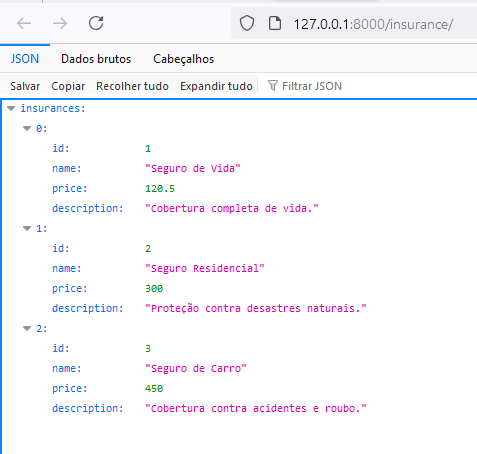 127.0.0.1:8000/insurance/
JSON Dados brutos Cabeçalhos
Salvar Copiar Recolher tudo Expandir tudo Filtrar JSON
insurances:
0:
id: 1
name: "Seguro de Vida"
price: 120.5
description: "Cobertura completa de vida."
1:
id: 2
name: "Seguro Residencial"
price: 300
description: "Proteção contra desastres naturais."
2:
id: 3
name: "Seguro de Carro"
price: 450
description: "Cobertura contra acidentes e roubo."